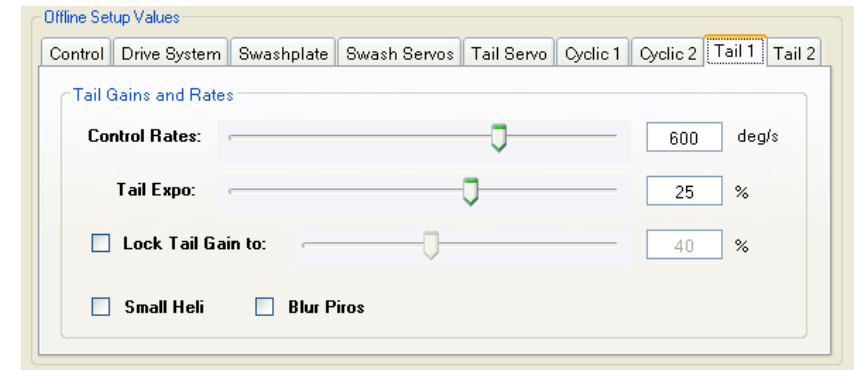 Offline Setup Values
Control Drive System Swashplate Swash Servos Tail Servo Cyclic 1 Cyclic 2 Tail 1 Tail 2
Tail Gains and Rates
Control Rates: 600 deg/s
Tail Expo: 25 %
Lock Tail Gain to: 40 %
Small Heli Blur Piros